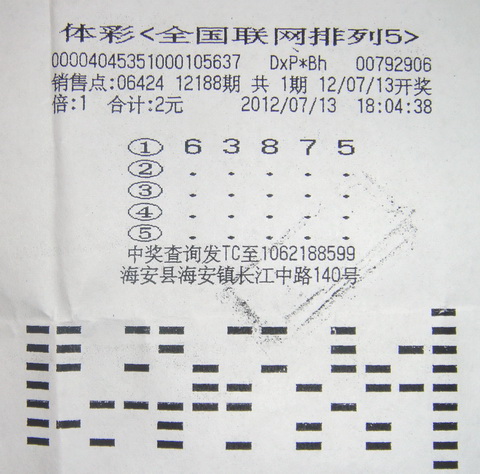 体彩<全国联网排列5>
00004045351000105637 DxP*Bh 00792906
销售点:06424 12188期 共 1期 12/07/13开奖
倍:1 合计:2元 2012/07/13 18:04:38
① 6 3 8 7 5
② . . . . .
③ . . . . .
④ . . . . .
⑤ . . . . .
中奖查询发TC至1062188599
海安县海安镇长江中路140号